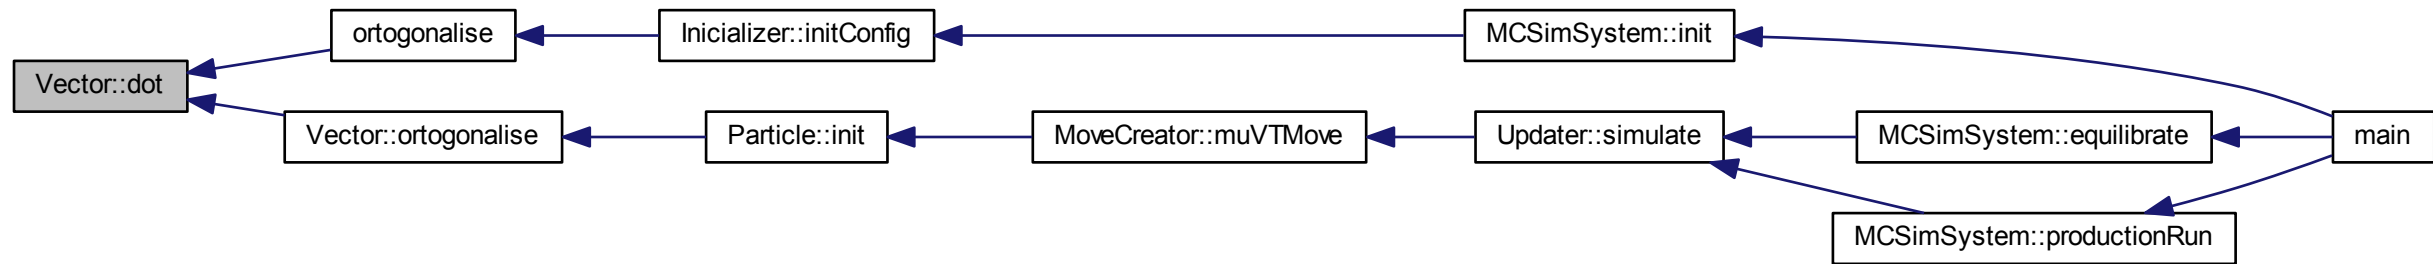 Vector::dot
ortogonalise
Inicializer::initConfig
MCSimSystem::init
Vector::ortogonalise
Particle::init
MoveCreator::muVTMove
Updater::simulate
MCSimSystem::equilibrate
main
MCSimSystem::productionRun